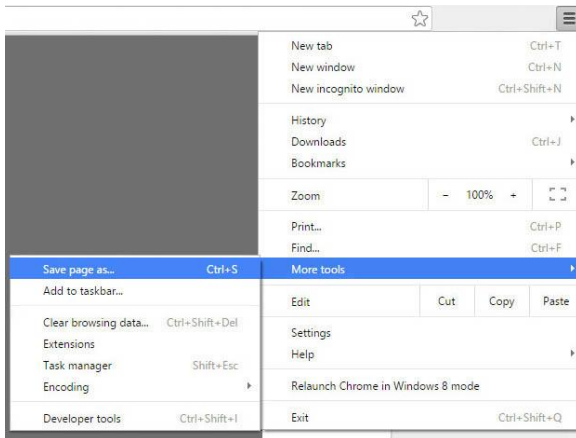 New tab Ctrl+T
New window Ctrl+N
New incognito window Ctrl+Shift+N
History
Downloads Ctrl+J
Bookmarks
Zoom - 100% +
Print... Ctrl+P
Find... Ctrl+F
More tools
Save page as... Ctrl+S
Add to taskbar...
Clear browsing data... Ctrl+Shift+Del
Extensions
Task manager Shift+Esc
Encoding
Developer tools Ctrl+Shift+I
Edit Cut Copy Paste
Settings
Help
Relaunch Chrome in Windows 8 mode
Exit Ctrl+Shift+Q